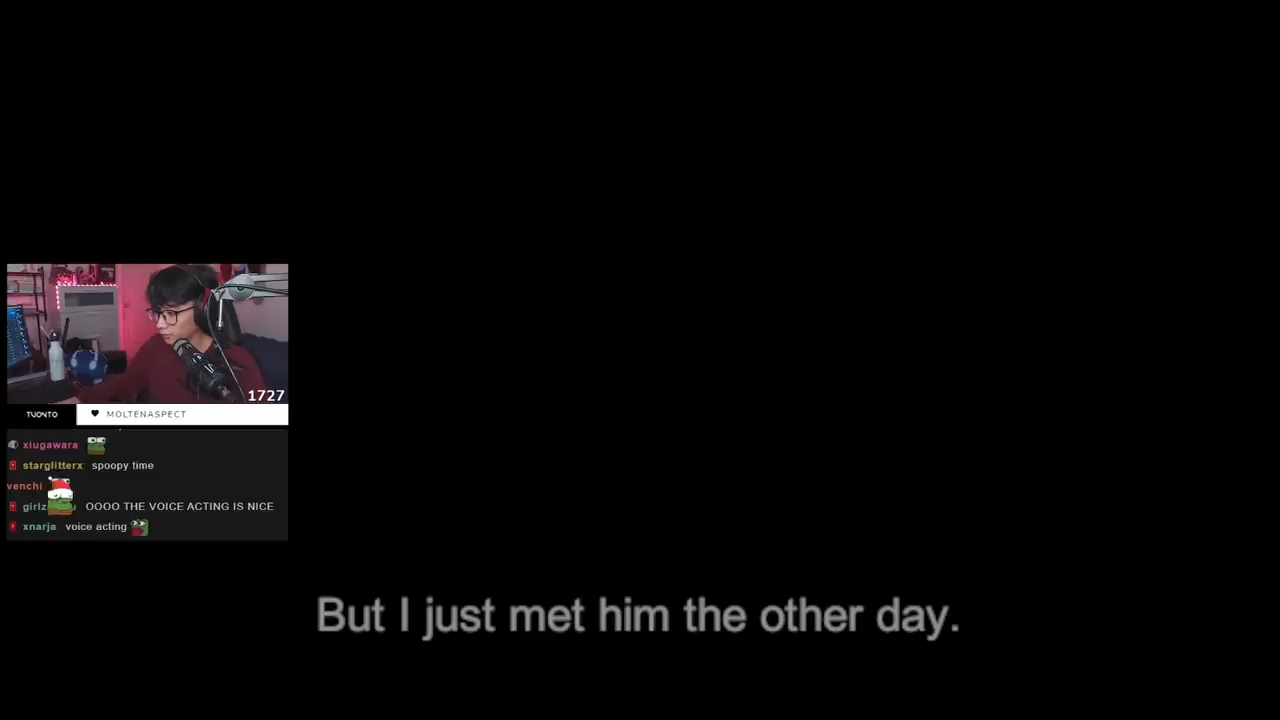 1727
TUONTO ♥ MOLTENASPECT
xiugawara
starglitterx: spoopy time
venchi
girlz OOOO THE VOICE ACTING IS NICE
xnarja: voice acting
But I just met him the other day.